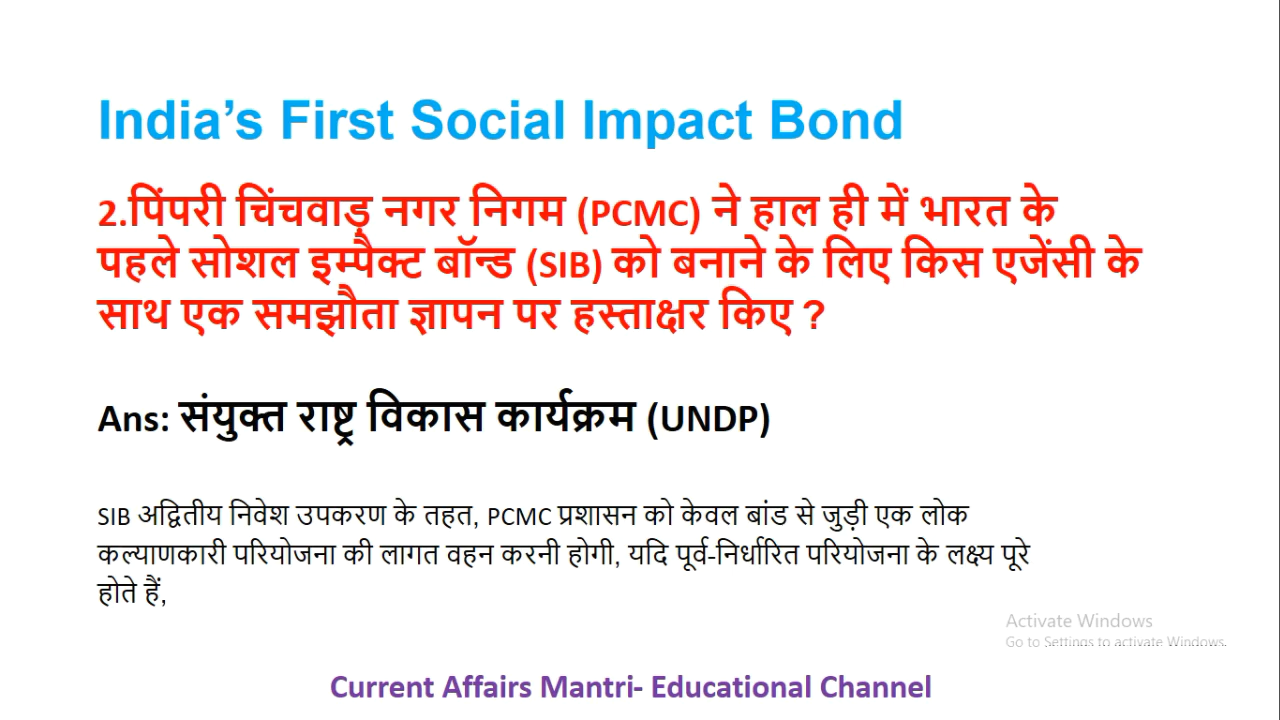 India’s First Social Impact Bond
2.पिंपरी चिंचवाड़ नगर निगम (PCMC) ने हाल ही में भारत के
पहले सोशल इम्पैक्ट बॉन्ड (SIB) को बनाने के लिए किस एजेंसी के
साथ एक समझौता ज्ञापन पर हस्ताक्षर किए ?
Ans: संयुक्त राष्ट्र विकास कार्यक्रम (UNDP)
SIB अद्वितीय निवेश उपकरण के तहत, PCMC प्रशासन को केवल बांड से जुड़ी एक लोक
कल्याणकारी परियोजना की लागत वहन करनी होगी, यदि पूर्व-निर्धारित परियोजना के लक्ष्य पूरे
होते हैं,
Activate Windows
Go to Settings to activate Windows.
Current Affairs Mantri- Educational Channel